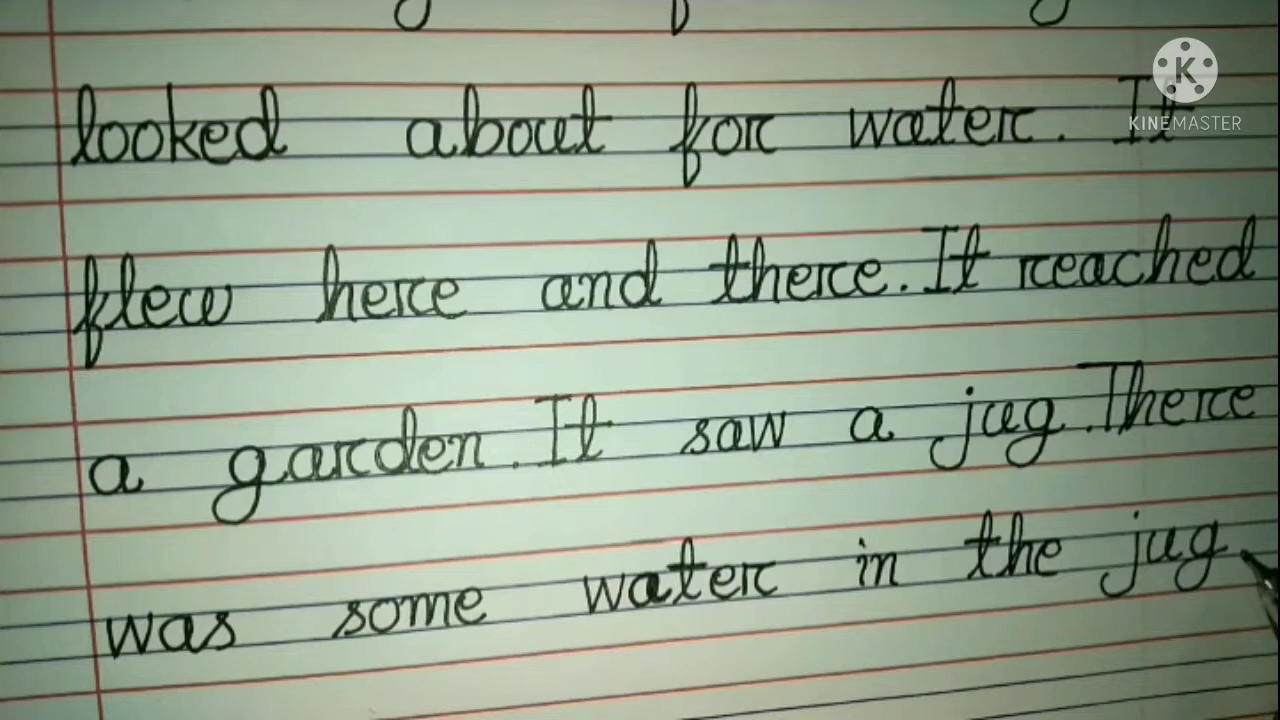 K
KINEMASTER
looked about for water. It
flew here and there. It reached
a garden. It saw a jug. There
was some water in the jug